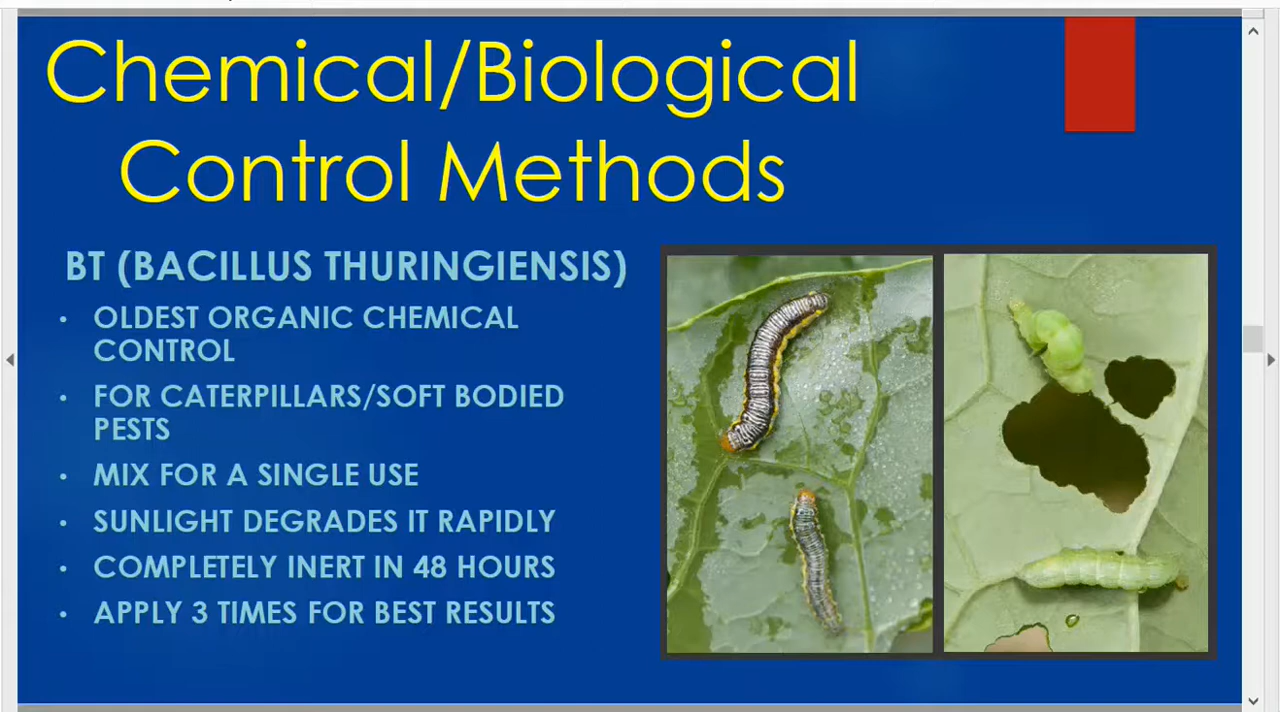 Chemical/Biological
Control Methods
BT (BACILLUS THURINGIENSIS)
• OLDEST ORGANIC CHEMICAL
CONTROL
• FOR CATERPILLARS/SOFT BODIED
PESTS
• MIX FOR A SINGLE USE
• SUNLIGHT DEGRADES IT RAPIDLY
• COMPLETELY INERT IN 48 HOURS
• APPLY 3 TIMES FOR BEST RESULTS